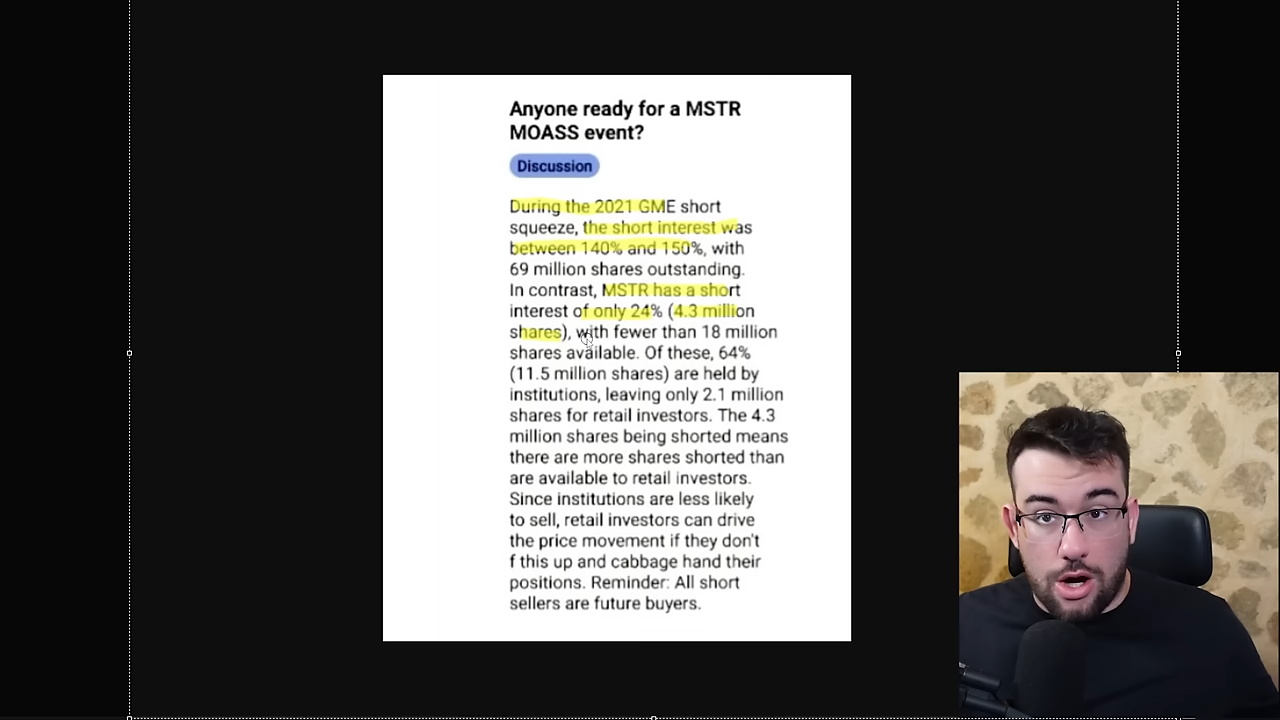 Anyone ready for a MSTR
MOASS event?
Discussion
During the 2021 GME short
squeeze, the short interest was
between 140% and 150%, with
69 million shares outstanding.
In contrast, MSTR has a short
interest of only 24% (4.3 million
shares), with fewer than 18 million
shares available. Of these, 64%
(11.5 million shares) are held by
institutions, leaving only 2.1 million
shares for retail investors. The 4.3
million shares being shorted means
there are more shares shorted than
are available to retail investors.
Since institutions are less likely
to sell, retail investors can drive
the price movement if they don't
f this up and cabbage hand their
positions. Reminder: All short
sellers are future buyers.